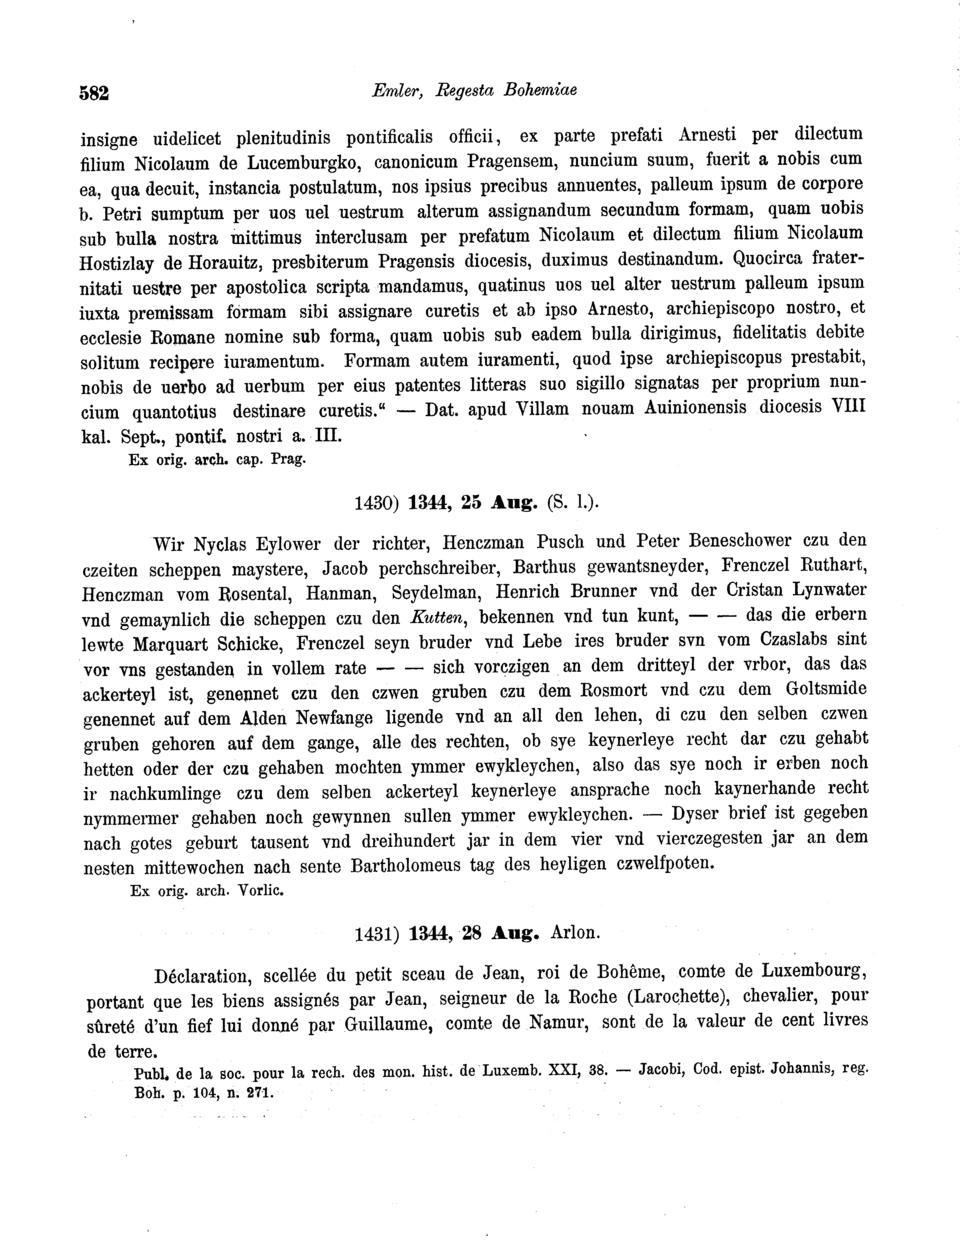 582 Emler, Regesta Bohemiae
insigne uidelicet plenitudinis pontificalis officii, ex parte prefati Arnesti per dilectum
filium Nicolaum de Lucemburgko, canonicum Pragensem, nuncium suum, fuerit a nobis cum
ea, qua decuit, instancia postulatum, nos ipsius precibus annuentes, palleum ipsum de corpore
b. Petri sumptum per uos uel uestrum alterum assignandum secundum formam, quam uobis
sub bulla nostra mittimus interclusam per prefatum Nicolaum et dilectum filium Nicolaum
Hostizlay de Horauitz, presbiterum Pragensis diocesis, duximus destinandum. Quocirca frater-
nitati uestre per apostolica scripta mandamus, quatinus uos uel alter uestrum palleum ipsum
iuxta premissam formam sibi assignare curetis et ab ipso Arnesto, archiepiscopo nostro, et
ecclesie Romane nomine sub forma, quam uobis sub eadem bulla dirigimus, fidelitatis debite
solitum recipere iuramentum. Formam autem iuramenti, quod ipse archiepiscopus prestabit,
nobis de uerbo ad uerbum per eius patentes litteras suo sigillo signatas per proprium nun-
cium quantotius destinare curetis.“ — Dat. apud Villam nouam Auinionensis diocesis VIII
kal. Sept., pontif. nostri a. III.
Ex orig. arch. cap. Prag.
1430) 1344, 25 Aug. (S. l.).
Wir Nyclas Eylower der richter, Henczman Pusch und Peter Beneschower czu den
czeiten scheppen maystere, Jacob perchschreiber, Barthus gewantsneyder, Frenczel Ruthart,
Henczman vom Rosental, Hanman, Seydelman, Henrich Brunner vnd der Cristan Lynwater
vnd gemaynlich die scheppen czu den Kutten, bekennen vnd tun kunt, — — das die erbern
lewte Marquart Schicke, Frenczel seyn bruder vnd Lebe ires bruder svn vom Czaslabs sint
vor vns gestanden in vollem rate — — sich vorczigen an dem dritteyl der vrbor, das das
ackerteyl ist, genennet czu den czwen gruben czu dem Rosmort vnd czu dem Goltsmide
genennet auf dem Alden Newfange ligende vnd an all den lehen, di czu den selben czwen
gruben gehoren auf dem gange, alle des rechten, ob sye keynerleye recht dar czu gehabt
hetten oder der czu gehaben mochten ymmer ewykleychen, also das sye noch ir erben noch
ir nachkumlinge czu dem selben ackerteyl keynerleye ansprache noch kaynerhande recht
nymmermer gehaben noch gewynnen sullen ymmer ewykleychen. — Dyser brief ist gegeben
nach gotes geburt tausent vnd dreihundert jar in dem vier vnd vierczegesten jar an dem
nesten mittewochen nach sente Bartholomeus tag des heyligen czwelfpoten.
Ex orig. arch. Vorlic.
1431) 1344, 28 Aug. Arlon.
Déclaration, scellée du petit sceau de Jean, roi de Bohême, comte de Luxembourg,
portant que les biens assignés par Jean, seigneur de la Roche (Larochette), chevalier, pour
sûreté d'un fief lui donné par Guillaume, comte de Namur, sont de la valeur de cent livres
de terre.
Publ. de la soc. pour la rech. des mon. hist. de Luxemb. XXI, 38. — Jacobi, Cod. epist. Johannis, reg.
Boh. p. 104, n. 271.